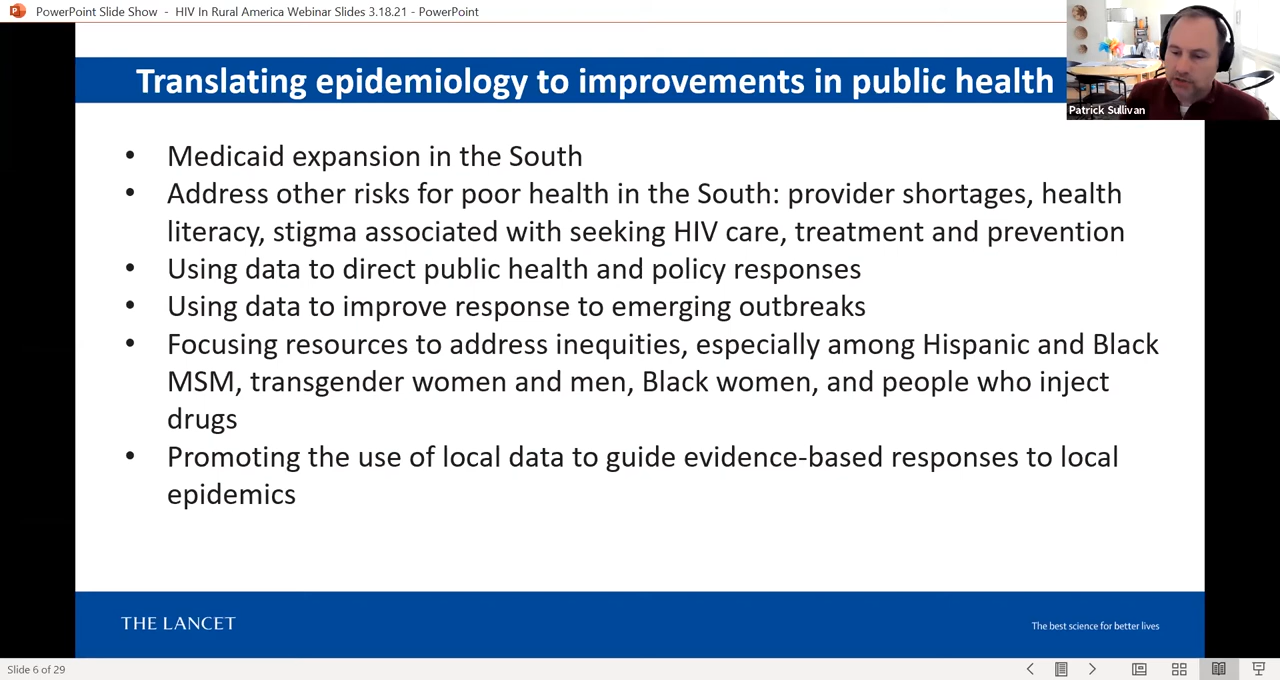 PowerPoint Slide Show - HIV In Rural America Webinar Slides 3.18.21 - PowerPoint
Translating epidemiology to improvements in public health
Patrick Sullivan
• Medicaid expansion in the South
• Address other risks for poor health in the South: provider shortages, health
literacy, stigma associated with seeking HIV care, treatment and prevention
• Using data to direct public health and policy responses
• Using data to improve response to emerging outbreaks
• Focusing resources to address inequities, especially among Hispanic and Black
MSM, transgender women and men, Black women, and people who inject
drugs
• Promoting the use of local data to guide evidence-based responses to local
epidemics
THE LANCET
The best science for better lives
Slide 6 of 29